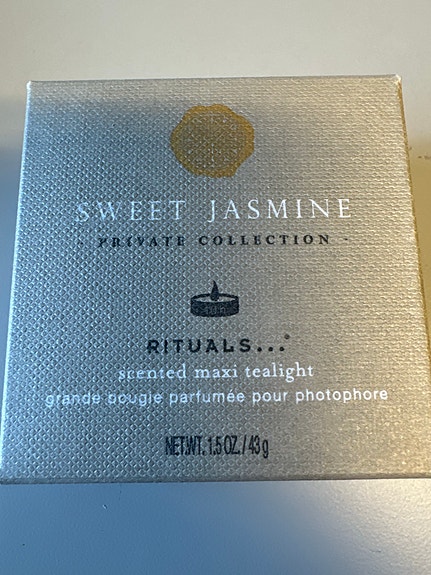 SWEET JASMINE
- PRIVATE COLLECTION -
RITUALS...®
scented maxi tealight
grande bougie parfumée pour photophore
NET.WT. 1.5 OZ. / 43 g